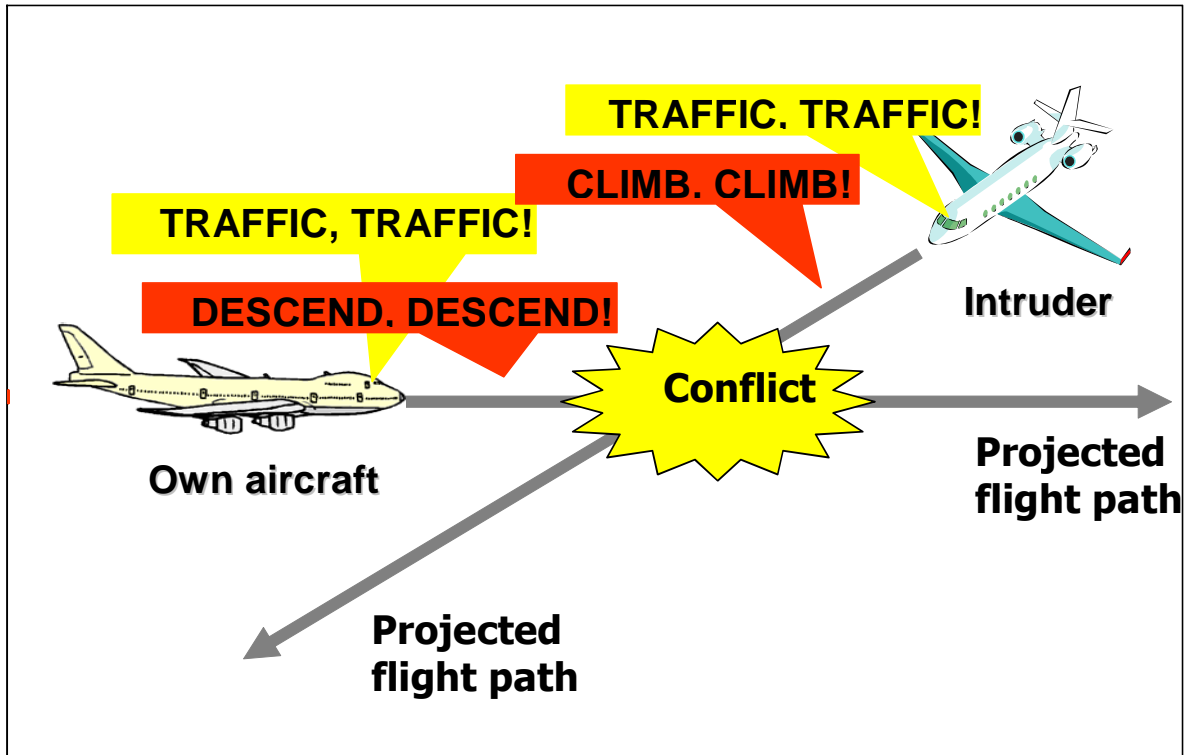 TRAFFIC. TRAFFIC!
CLIMB. CLIMB!
TRAFFIC, TRAFFIC!
DESCEND. DESCEND!
Intruder
Conflict
Own aircraft
Projected
flight path
Projected
flight path